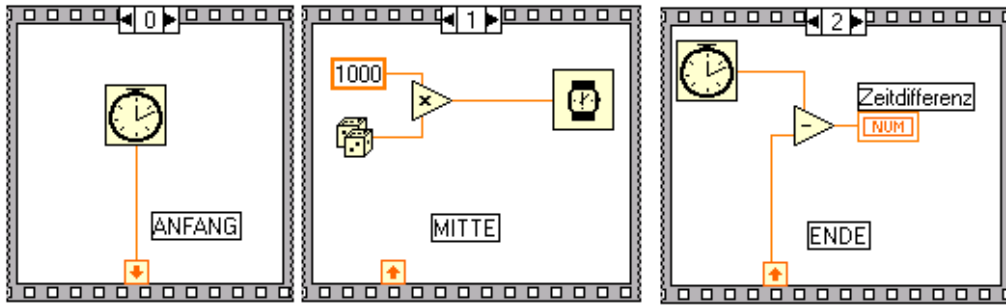 0
ANFANG
1
1000
×
MITTE
2
Zeitdifferenz
-
NUM
ENDE